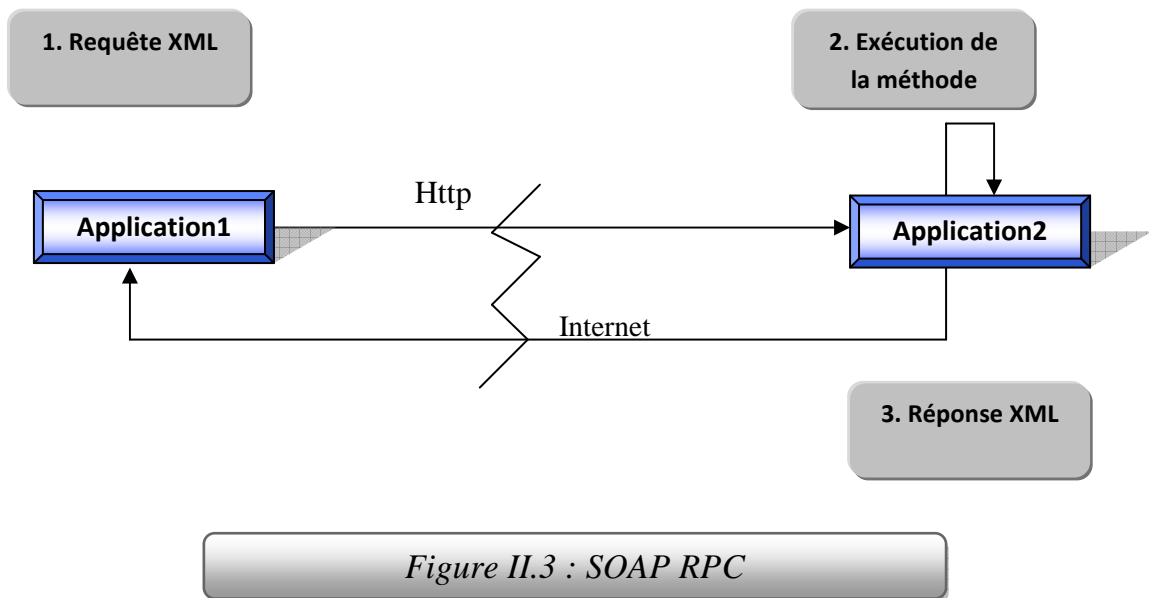 1. Requête XML
2. Exécution de
la méthode
Http
Application1
Application2
Internet
3. Réponse XML
Figure II.3 : SOAP RPC